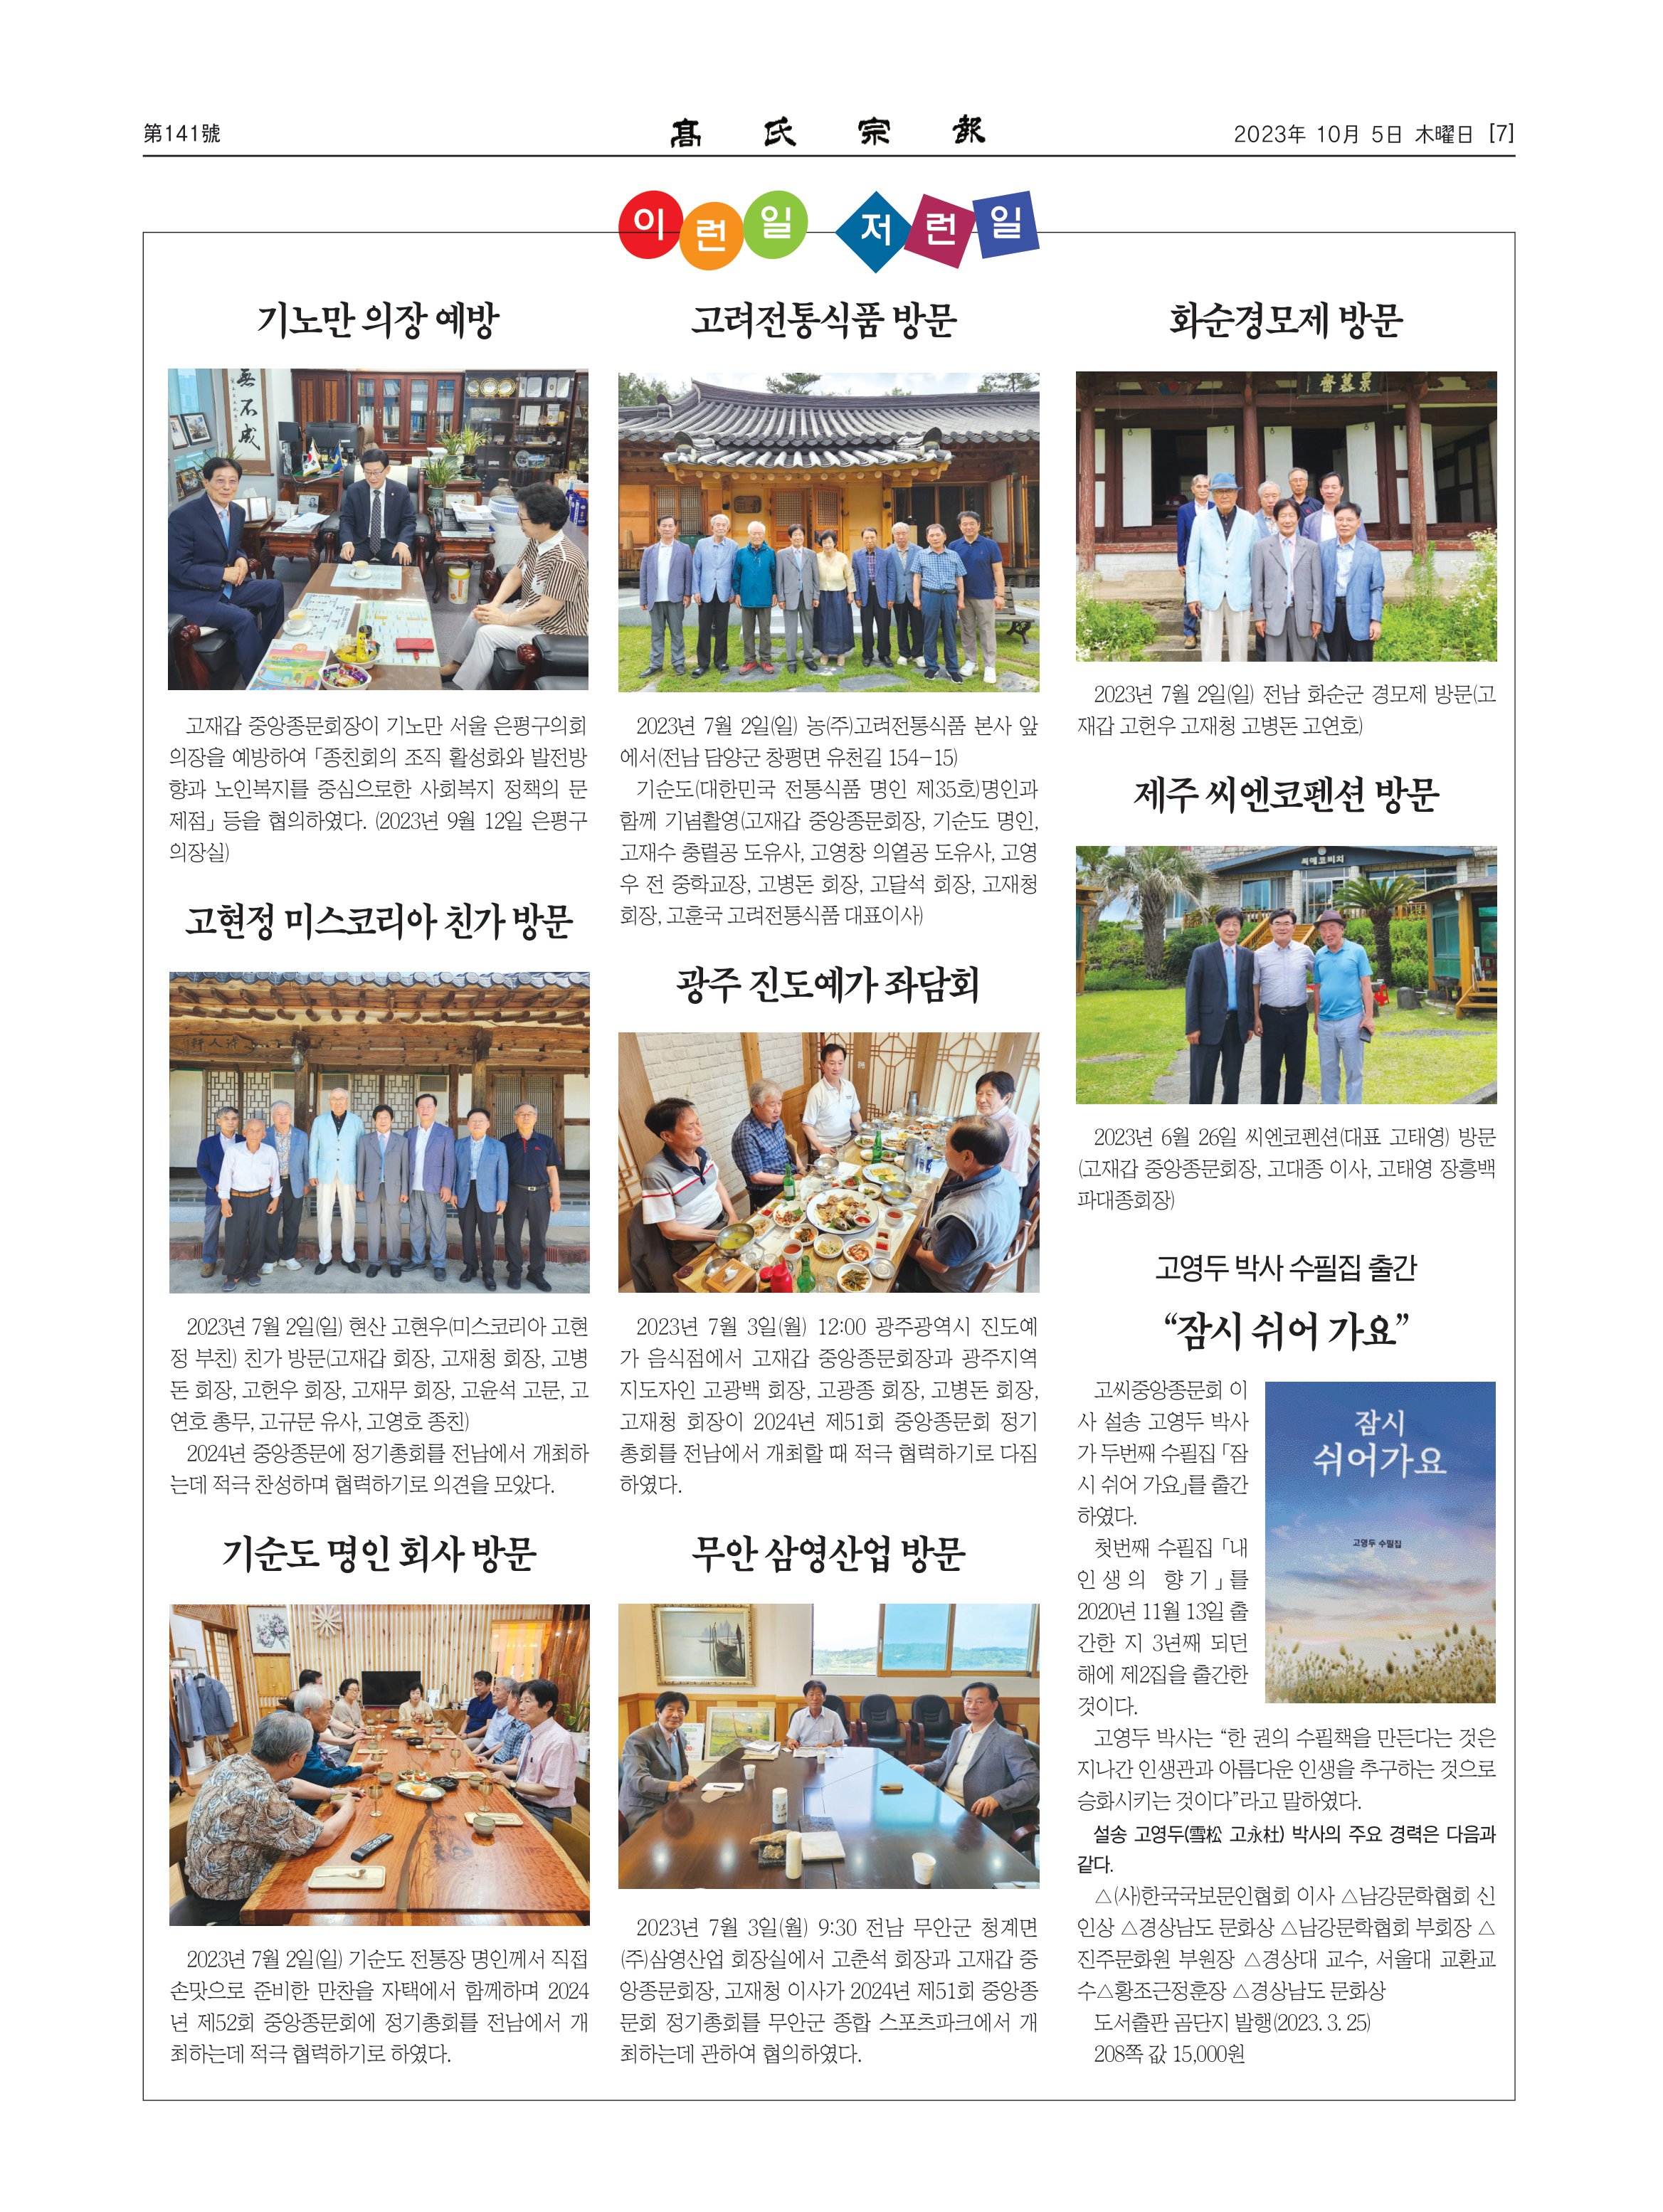 第141號
髙氏宗報
2023年 10月 5日 木曜日 [7]
이런일 저런일
기노만 의장 예방
無不成
고재갑 중앙종문회장이 기노만 서울 은평구의회
의장을 예방하여 「종친회의 조직 활성화와 발전방
향과 노인복지를 중심으로한 사회복지 정책의 문
제점」 등을 협의하였다. (2023년 9월 12일 은평구
의장실)
고현정 미스코리아 친가 방문
2023년 7월 2일(일) 현산 고현우(미스코리아 고현
정 부친) 친가 방문(고재갑 회장, 고재청 회장, 고병
돈 회장, 고헌우 회장, 고재무 회장, 고윤석 고문, 고
연호 총무, 고규문 유사, 고영호 종친)
2024년 중앙종문에 정기총회를 전남에서 개최하
는데 적극 찬성하며 협력하기로 의견을 모았다.
기순도 명인 회사 방문
2023년 7월 2일(일) 기순도 전통장 명인께서 직접
손맛으로 준비한 만찬을 자택에서 함께하며 2024
년 제52회 중앙종문회에 정기총회를 전남에서 개
최하는데 적극 협력하기로 하였다.
고려전통식품 방문
2023년 7월 2일(일) 농(주)고려전통식품 본사 앞
에서(전남 담양군 창평면 유천길 154-15)
기순도(대한민국 전통식품 명인 제35호)명인과
함께 기념촬영(고재갑 중앙종문회장, 기순도 명인,
고재수 충렬공 도유사, 고영창 의열공 도유사, 고영
우 전 중학교장, 고병돈 회장, 고달석 회장, 고재청
회장, 고훈국 고려전통식품 대표이사)
광주 진도예가 좌담회
2023년 7월 3일(월) 12:00 광주광역시 진도예
가 음식점에서 고재갑 중앙종문회장과 광주지역
지도자인 고광백 회장, 고광종 회장, 고병돈 회장,
고재청 회장이 2024년 제51회 중앙종문회 정기
총회를 전남에서 개최할 때 적극 협력하기로 다짐
하였다.
무안 삼영산업 방문
2023년 7월 3일(월) 9:30 전남 무안군 청계면
(주)삼영산업 회장실에서 고춘석 회장과 고재갑 중
앙종문회장, 고재청 이사가 2024년 제51회 중앙종
문회 정기총회를 무안군 종합 스포츠파크에서 개
최하는데 관하여 협의하였다.
화순경모제 방문
齋慕景
2023년 7월 2일(일) 전남 화순군 경모제 방문(고
재갑 고헌우 고재청 고병돈 고연호)
제주 씨엔코펜션 방문
씨에코비치
2023년 6월 26일 씨엔코펜션(대표 고태영) 방문
(고재갑 중앙종문회장, 고대종 이사, 고태영 장흥백
파대종회장)
고영두 박사 수필집 출간
“잠시 쉬어 가요”
고씨중앙종문회 이
사 설송 고영두 박사
가 두번째 수필집 「잠
시 쉬어 가요」를 출간
하였다.
첫번째 수필집 「내
인생의 향기」를
2020년 11월 13일 출
간한 지 3년째 되던
해에 제2집을 출간한
것이다.
잠시
쉬어가요
고영두 수필집
고영두 박사는 “한 권의 수필책을 만든다는 것은
지나간 인생관과 아름다운 인생을 추구하는 것으로
승화시키는 것이다”라고 말하였다.
설송 고영두(雪松 고永杜) 박사의 주요 경력은 다음과
같다.
△(사)한국국보문인협회 이사 △남강문학협회 신
인상 △경상남도 문화상 △남강문학협회 부회장 △
진주문화원 부원장 △경상대 교수, 서울대 교환교
수△황조근정훈장 △경상남도 문화상
도서출판 곰단지 발행(2023. 3. 25)
208쪽 값 15,000원